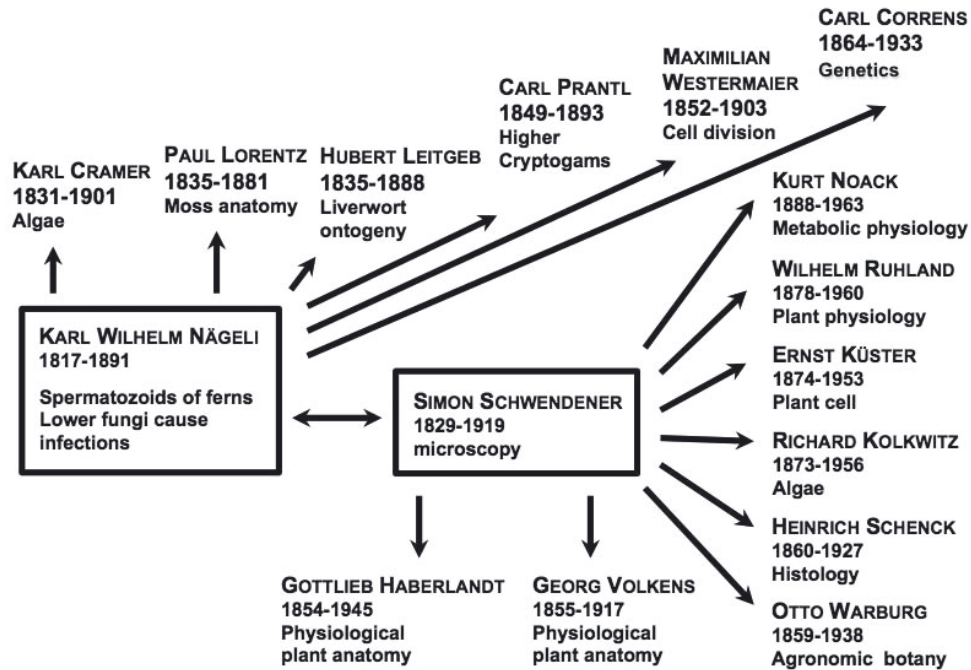 CARL CORRENS
1864-1933
Genetics
MAXIMILIAN
WESTERMAIER
1852-1903
Cell division
CARL PRANTL
1849-1893
Higher
Cryptogams
PAUL LORENTZ
1835-1881
Moss anatomy
HUBERT LEITGEB
1835-1888
Liverwort
ontogeny
KARL CRAMER
1831-1901
Algae
KURT NOACK
1888-1963
Metabolic physiology
WILHELM RUHLAND
1878-1960
Plant physiology
KARL WILHELM NÄGELI
1817-1891
Spermatozoids of ferns
Lower fungi cause
infections
SIMON SCHWENDENER
1829-1919
microscopy
ERNST KÜSTER
1874-1953
Plant cell
RICHARD KOLKWITZ
1873-1956
Algae
HEINRICH SCHENCK
1860-1927
Histology
OTTO WARBURG
1859-1938
Agronomic botany
GOTTLIEB HABERLANDT
1854-1945
Physiological
plant anatomy
GEORG VOLKENS
1855-1917
Physiological
plant anatomy